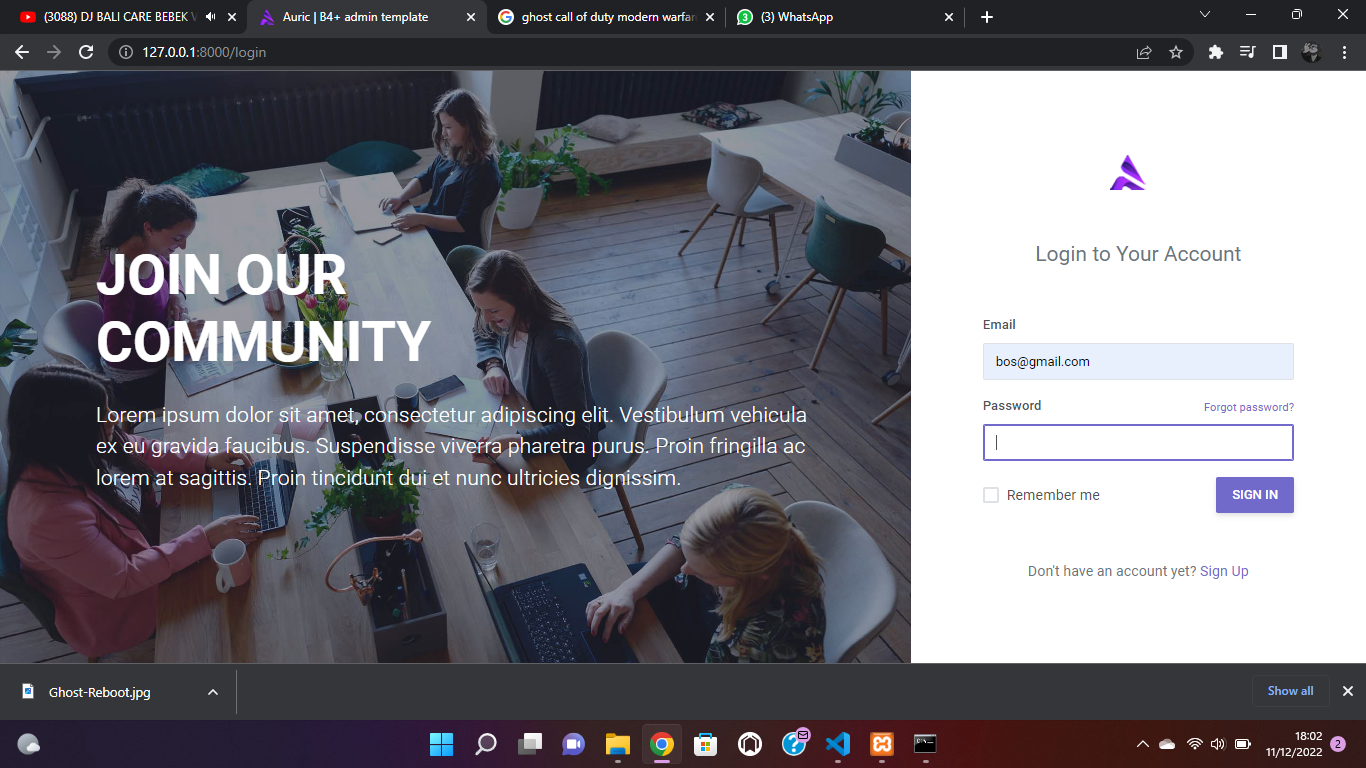 (3088) DJ BALI CARE BEBEK
Auric | B4+ admin template
ghost call of duty modern warfar
3
(3) WhatsApp
127.0.0.1:8000/login
JOIN OUR
COMMUNITY
Lorem ipsum dolor sit amet, consectetur adipiscing elit. Vestibulum vehicula
ex eu gravida faucibus. Suspendisse viverra pharetra purus. Proin fringilla ac
lorem at sagittis. Proin tincidunt dui et nunc ultricies dignissim.
Login to Your Account
Email
bos@gmail.com
Password
Forgot password?
Remember me
SIGN IN
Don't have an account yet? Sign Up
Ghost-Reboot.jpg
Show all
18:02
11/12/2022
2